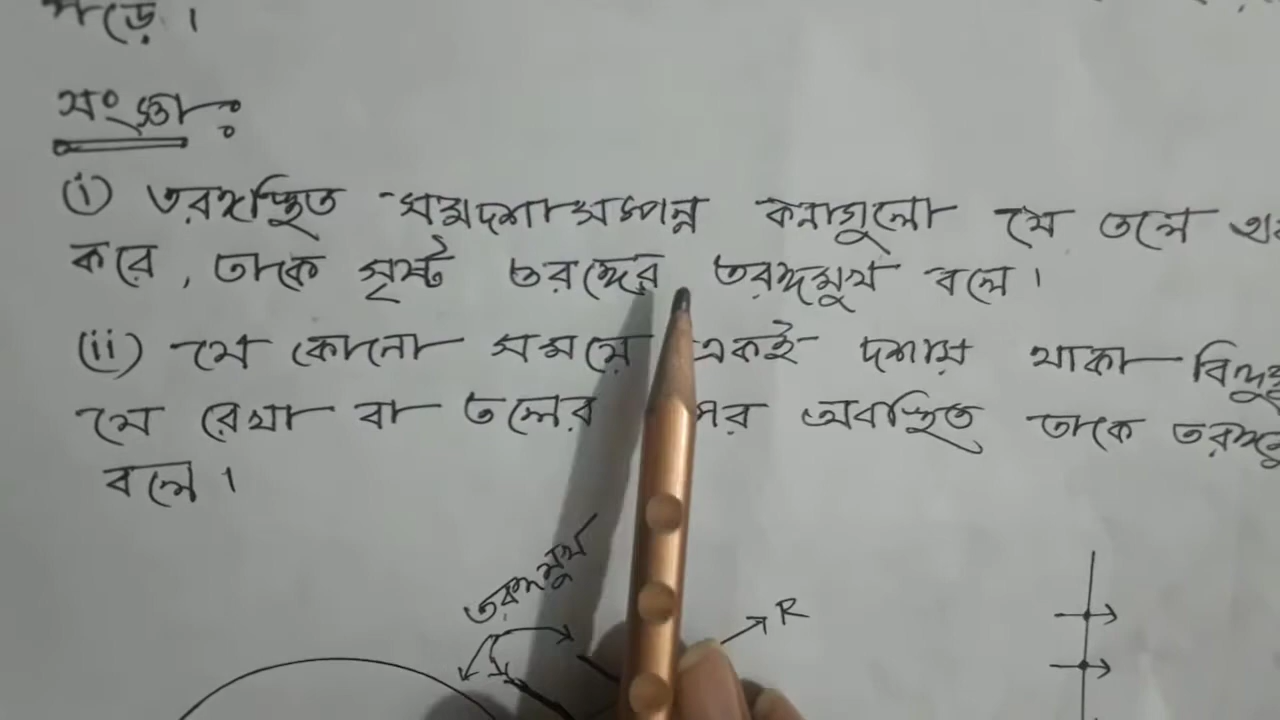 পড়ে।
সংজ্ঞা :
(i) তরঙ্গস্থিত সমদশাসম্পন্ন কনাগুলো যে তলে
করে, তাকে সৃষ্ট তরঙ্গের তরঙ্গমুখ বলে।
(ii) যে কোনো সময়ে একই দশায় থাকা
যে রেখা বা তলের অবস্থিত তাকে
বলে।
তরঙ্গমুখ
R